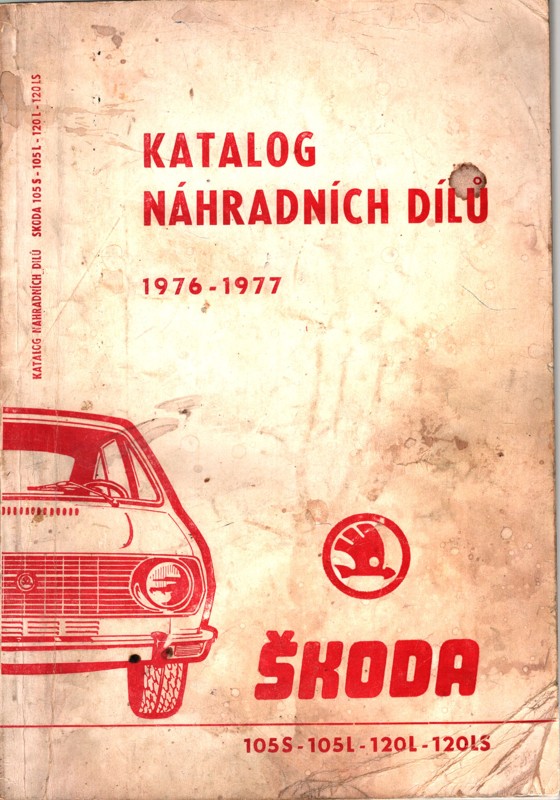 KATALOG NÁHRADNÍCH DÍLŮ ŠKODA 105 S - 105 L - 120 L - 120 LS
KATALOG
NÁHRADNÍCH DÍLŮ
1976 - 1977
ŠKODA
105S - 105L - 120L - 120LS